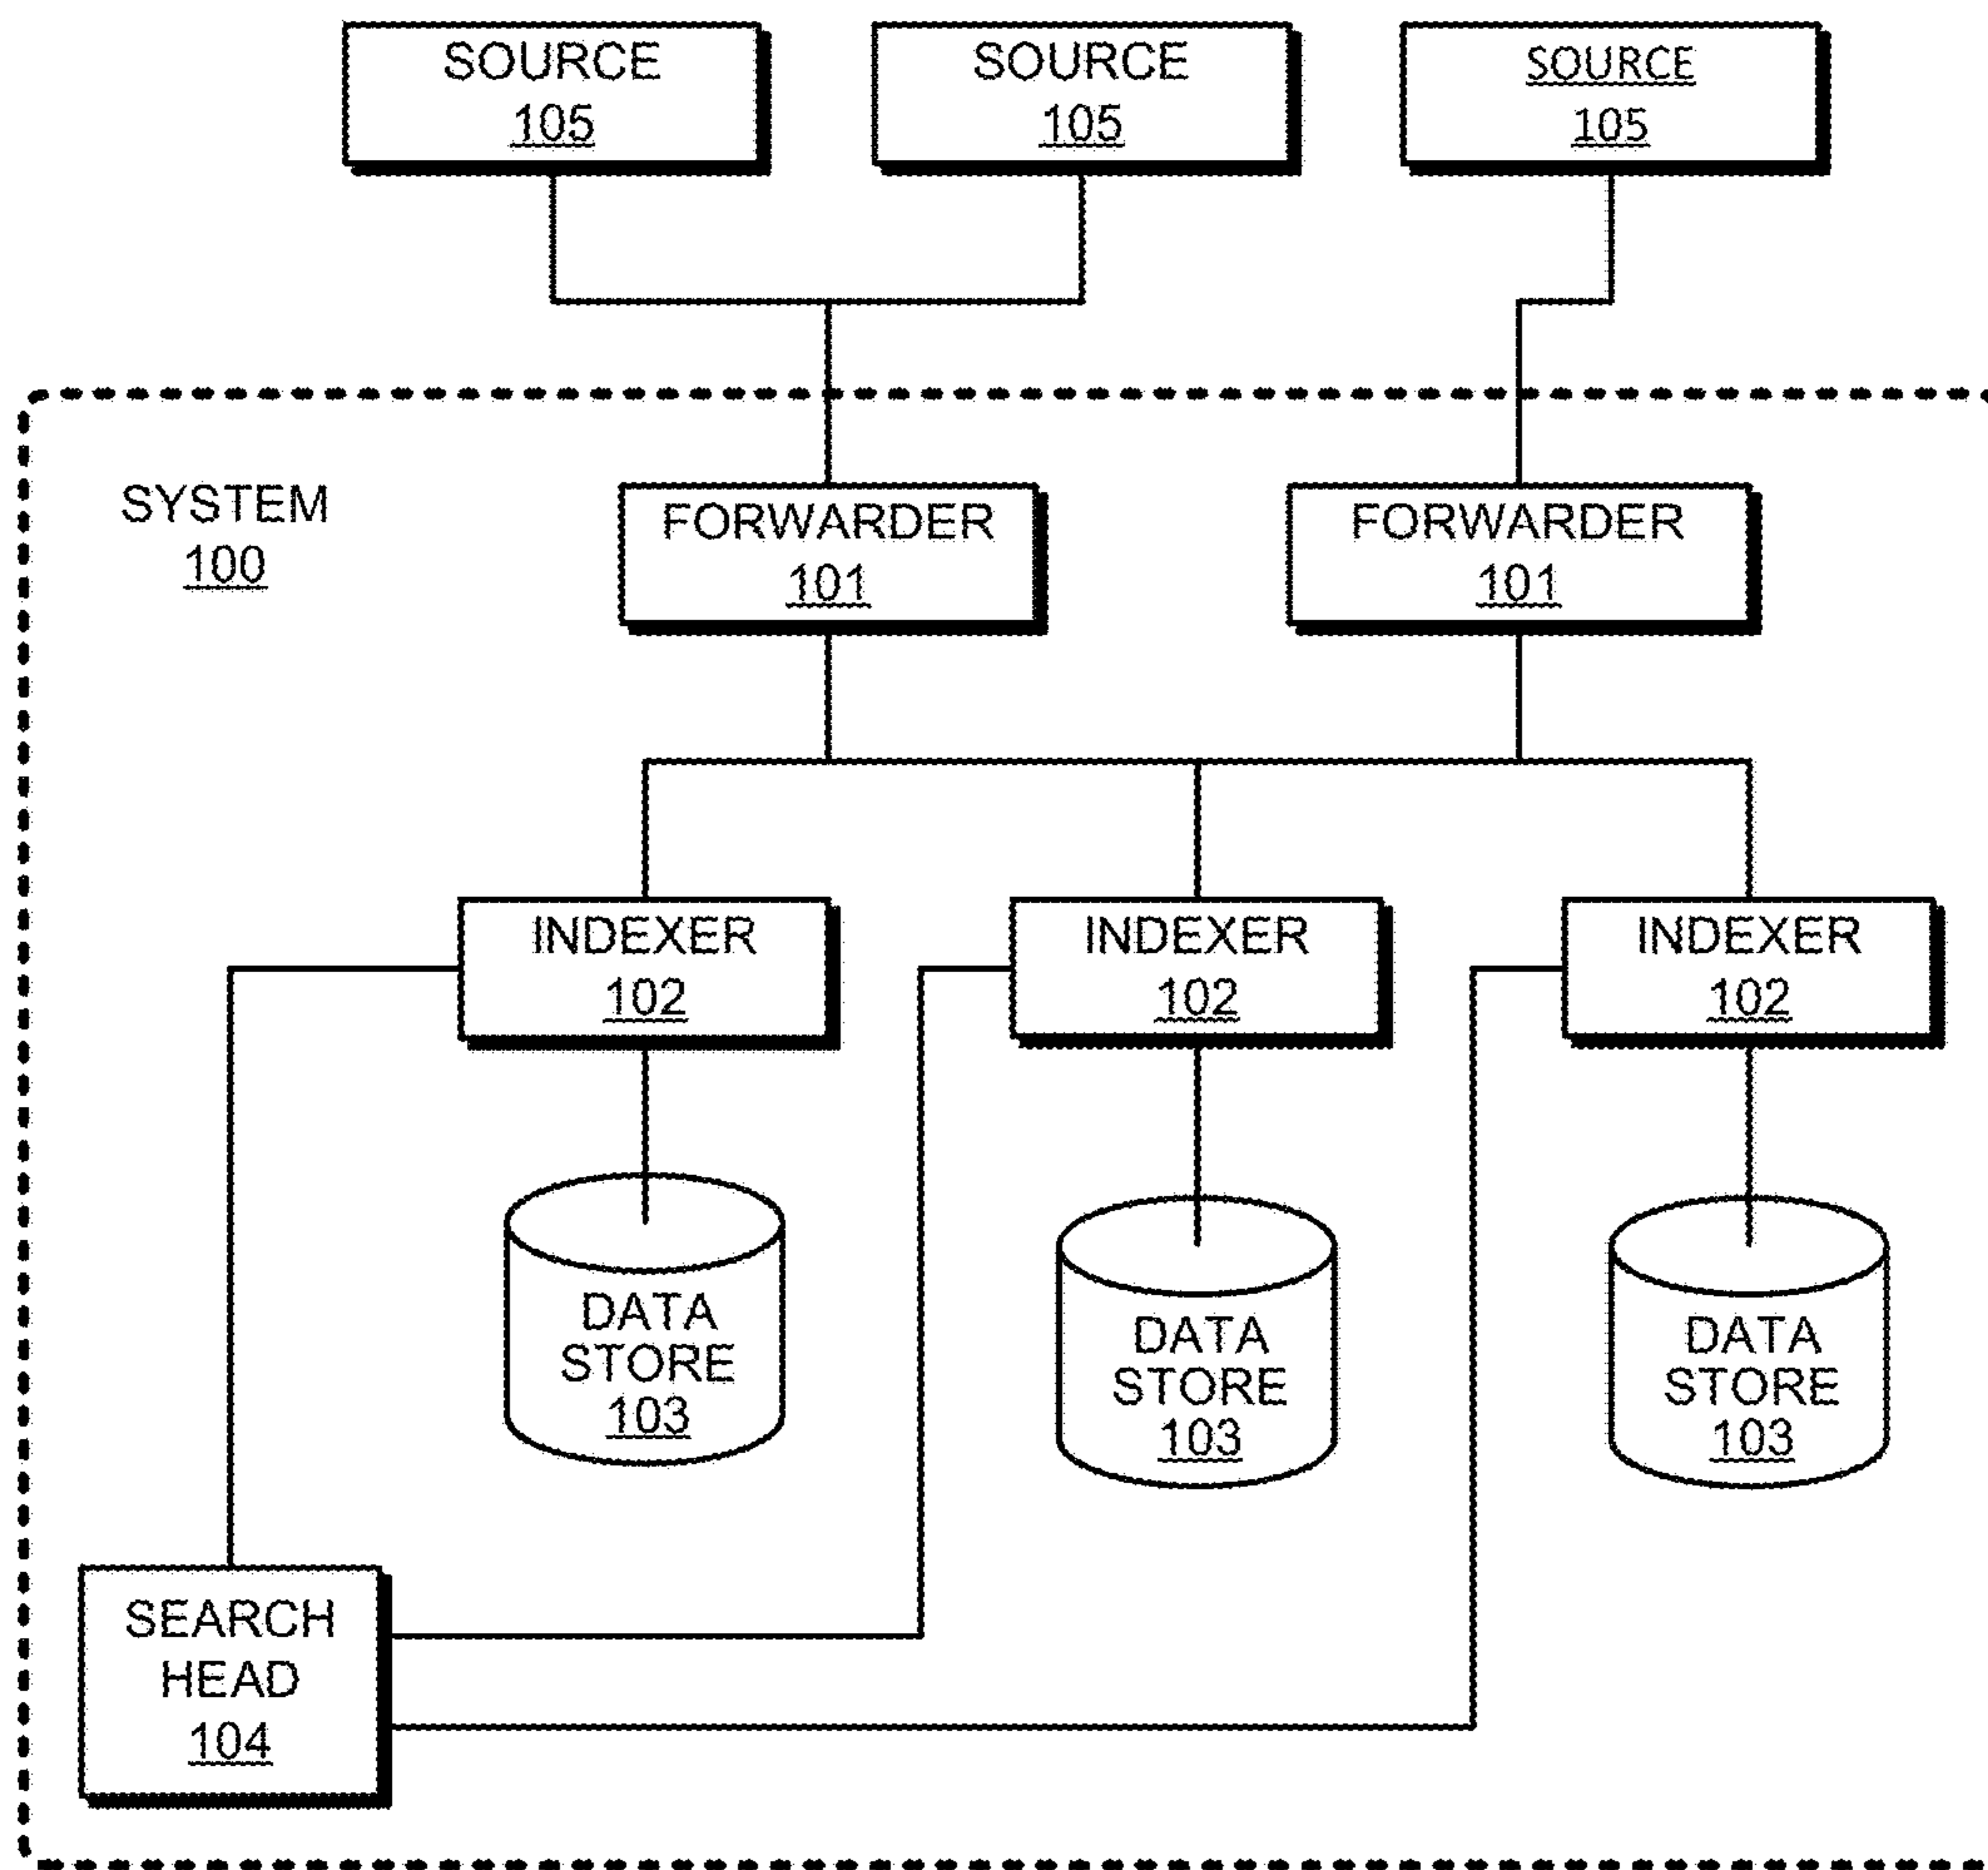 SOURCE
105
SOURCE
105
SOURCE
105
SYSTEM
100
FORWARDER
101
FORWARDER
101
INDEXER
102
INDEXER
102
INDEXER
102
DATA
STORE
103
DATA
STORE
103
DATA
STORE
103
SEARCH
HEAD
104